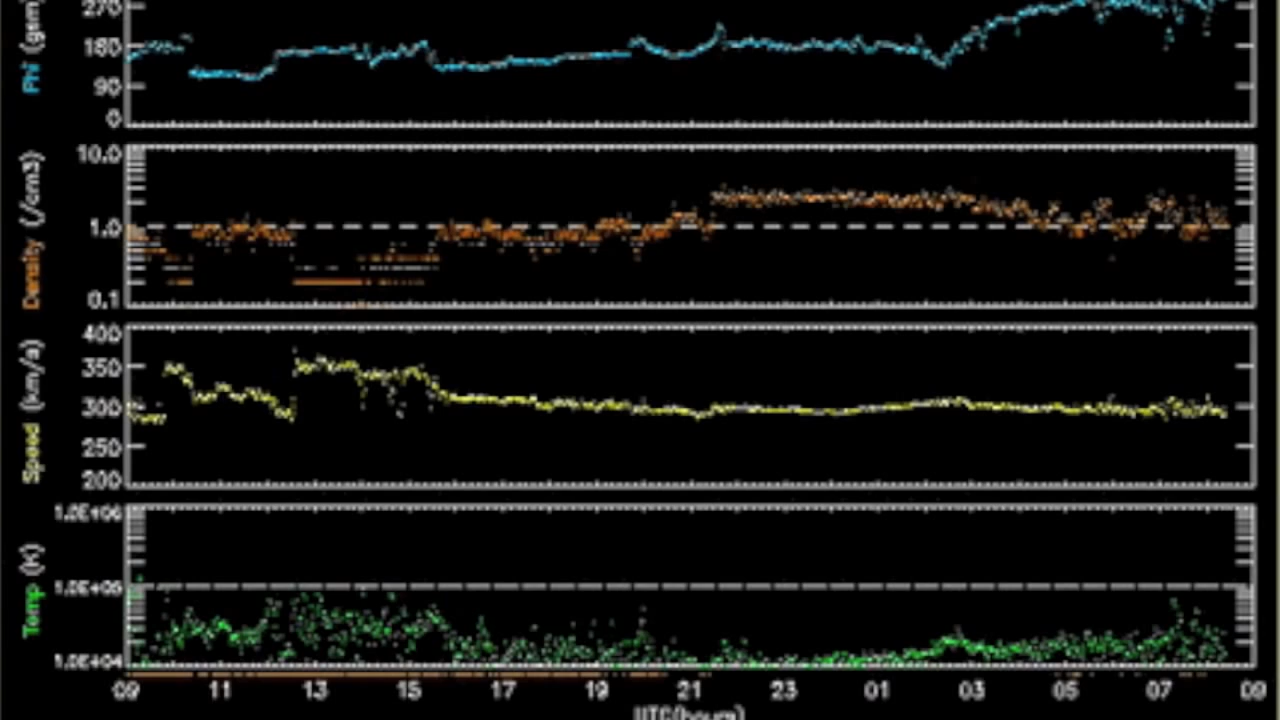 Phi (gsm)
270
180
90
0
Density (/cm3)
10.0
1.0
0.1
Speed (km/s)
400
350
300
250
200
Temp (K)
1.0E+06
1.0E+05
1.0E+04
09 11 13 15 17 19 21 23 01 03 05 07 09
UTC(hours)